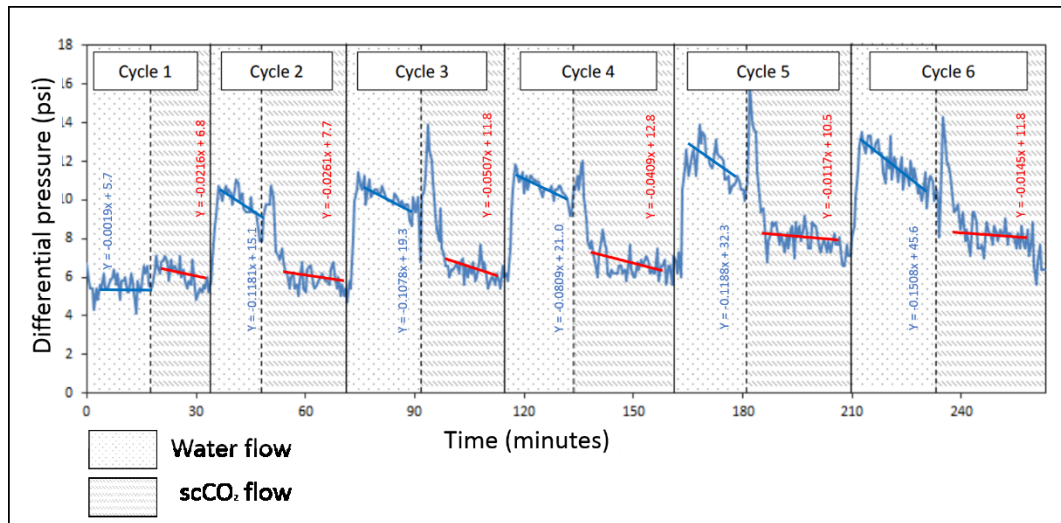 Cycle 1
Cycle 2
Cycle 3
Cycle 4
Cycle 5
Cycle 6
Differential pressure (psi)
18
16
14
12
10
8
6
4
2
0
Y = -0.0019x + 5.7
Y = -0.0216x + 6.8
Y = -0.1181x + 15.1
Y = -0.0261x + 7.7
Y = -0.1078x + 19.3
Y = -0.0507x + 11.8
Y = -0.0809x + 21.0
Y = -0.0409x + 12.8
Y = -0.1188x + 32.3
Y = -0.0117x + 10.5
Y = -0.1508x + 45.6
Y = -0.0145x + 11.8
0 30 60 90 120 150 180 210 240
Time (minutes)
Water flow
scCO₂ flow